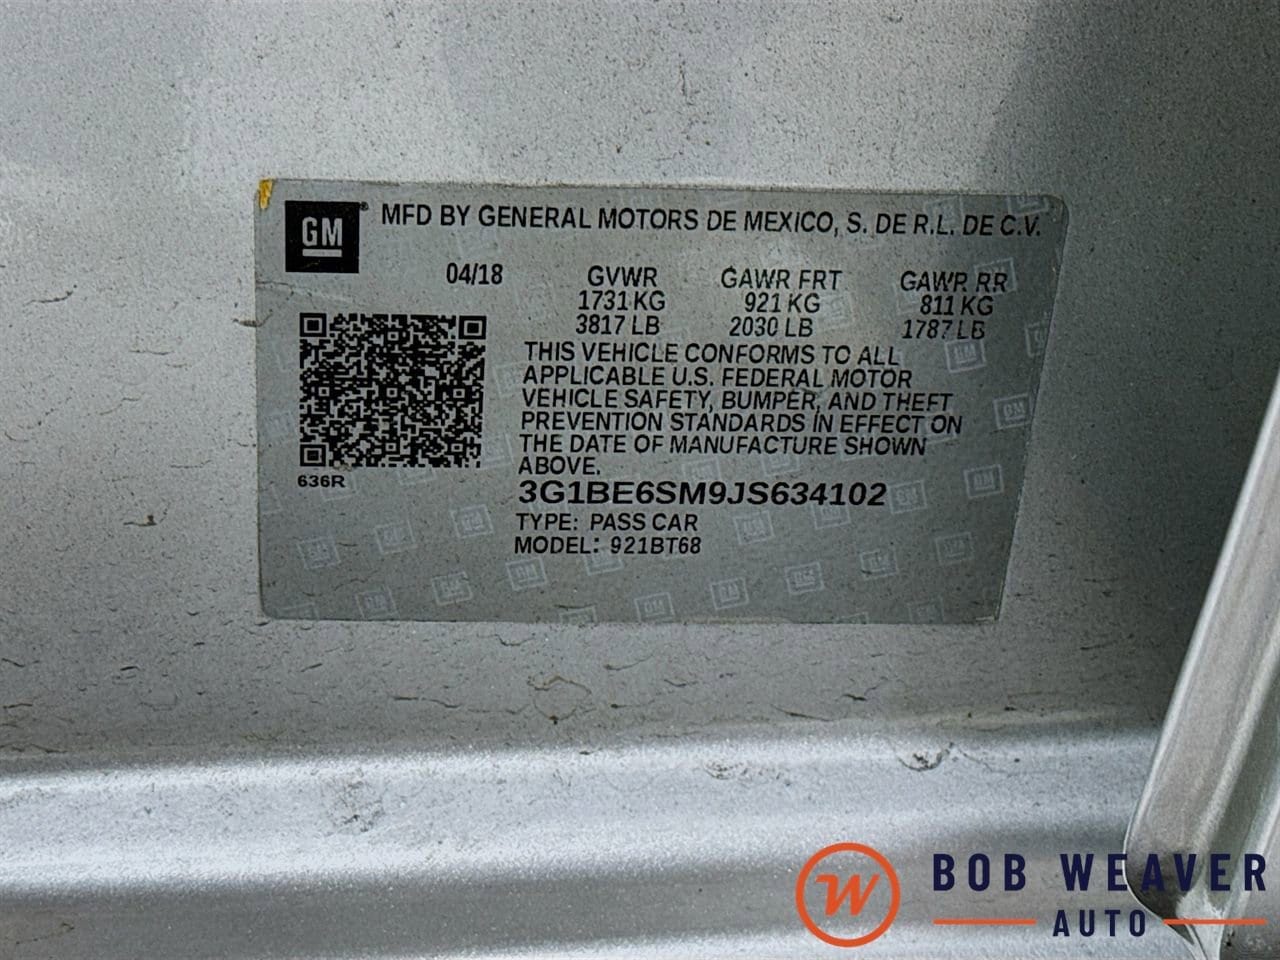 GM® MFD BY GENERAL MOTORS DE MEXICO, S. DE R.L. DE C.V.
04/18 GVWR GAWR FRT GAWR RR
1731 KG 921 KG 811 KG
3817 LB 2030 LB 1787 LB
THIS VEHICLE CONFORMS TO ALL
APPLICABLE U.S. FEDERAL MOTOR
VEHICLE SAFETY, BUMPER, AND THEFT
PREVENTION STANDARDS IN EFFECT ON
THE DATE OF MANUFACTURE SHOWN
ABOVE.
636R
3G1BE6SM9JS634102
TYPE: PASS CAR
MODEL: 921BT68
W BOB WEAVER
AUTO